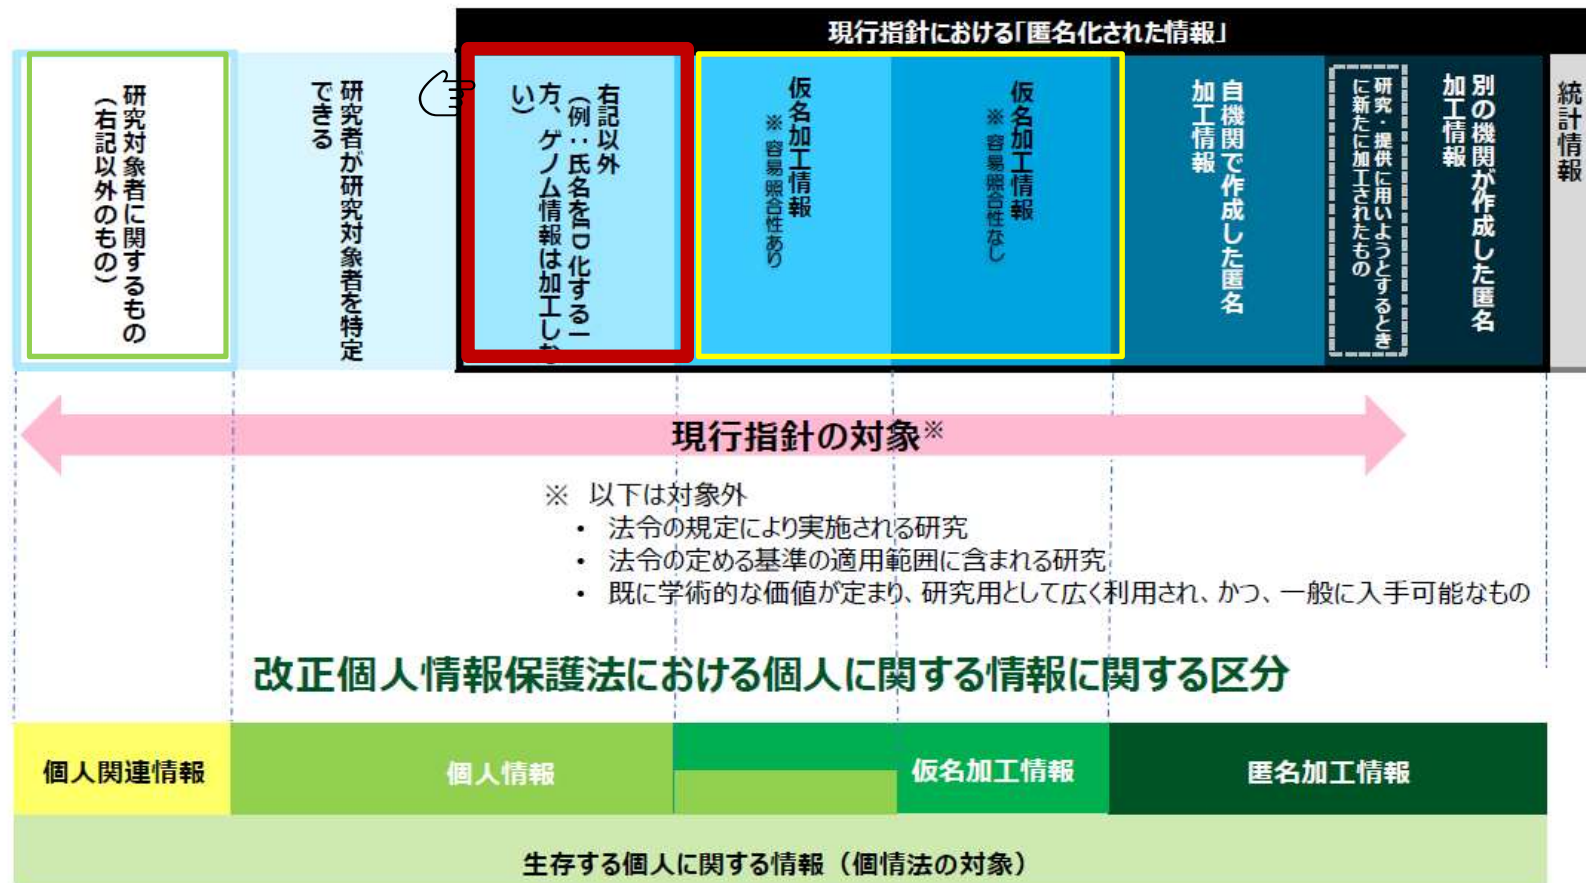 現行指針における「匿名化された情報」
研究対象者に関するもの
（右記以外のもの）
研究者が研究対象者を特定
できる
右記以外
（例：氏名をID化する一
方、ゲノム情報は加工しな
い）
仮名加工情報
※ 容易照合性あり
仮名加工情報
※ 容易照合性なし
自機関で作成した匿名
加工情報
研究・提供に用いようとするとき
に新たに加工されたもの
別の機関が作成した匿名
加工情報
統計情報
現行指針の対象※
※ 以下は対象外
・ 法令の規定により実施される研究
・ 法令の定める基準の適用範囲に含まれる研究
・ 既に学術的な価値が定まり、研究用として広く利用され、かつ、一般に入手可能なもの
改正個人情報保護法における個人に関する情報に関する区分
個人関連情報
個人情報
仮名加工情報
匿名加工情報
生存する個人に関する情報（個情法の対象）